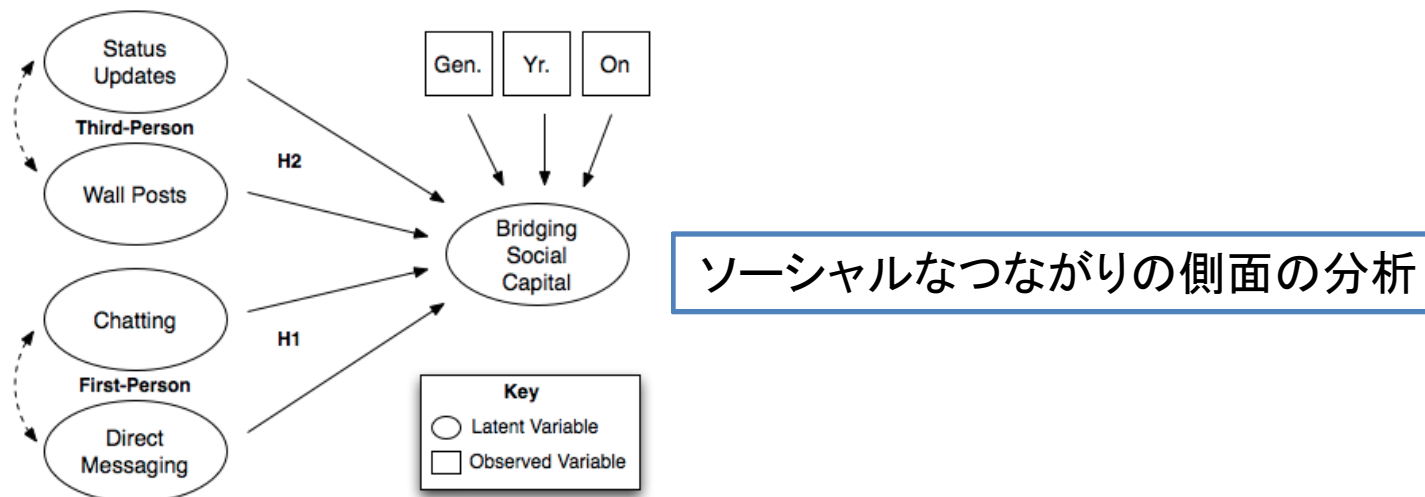 Status
Updates
Third-Person
Wall Posts
H2
Gen.
Yr.
On
Bridging
Social
Capital
Chatting
H1
First-Person
Direct
Messaging
Key
Latent Variable
Observed Variable
ソーシャルなつながりの側面の分析